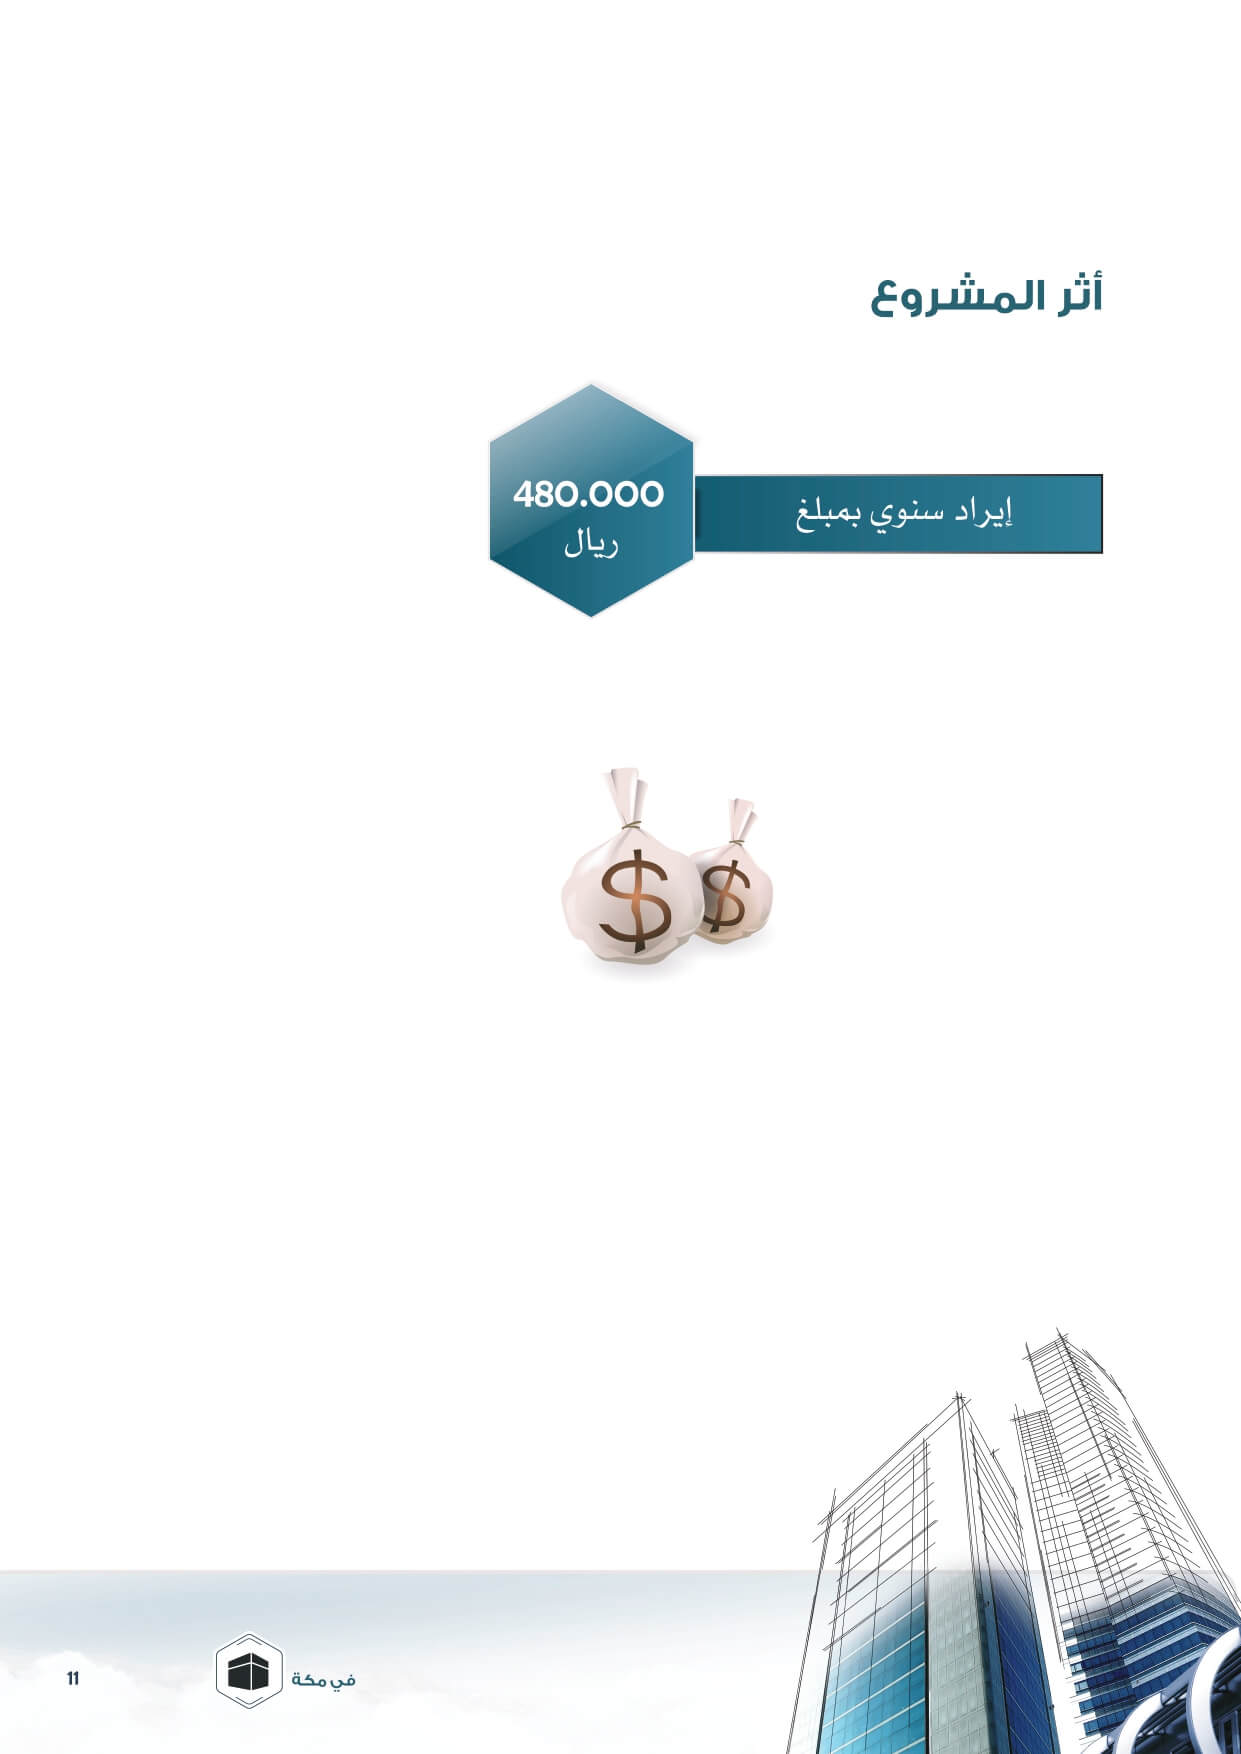 أثر المشروع
إيراد سنوي بمبلغ
480.000
ريال
$
$
في مكة
11